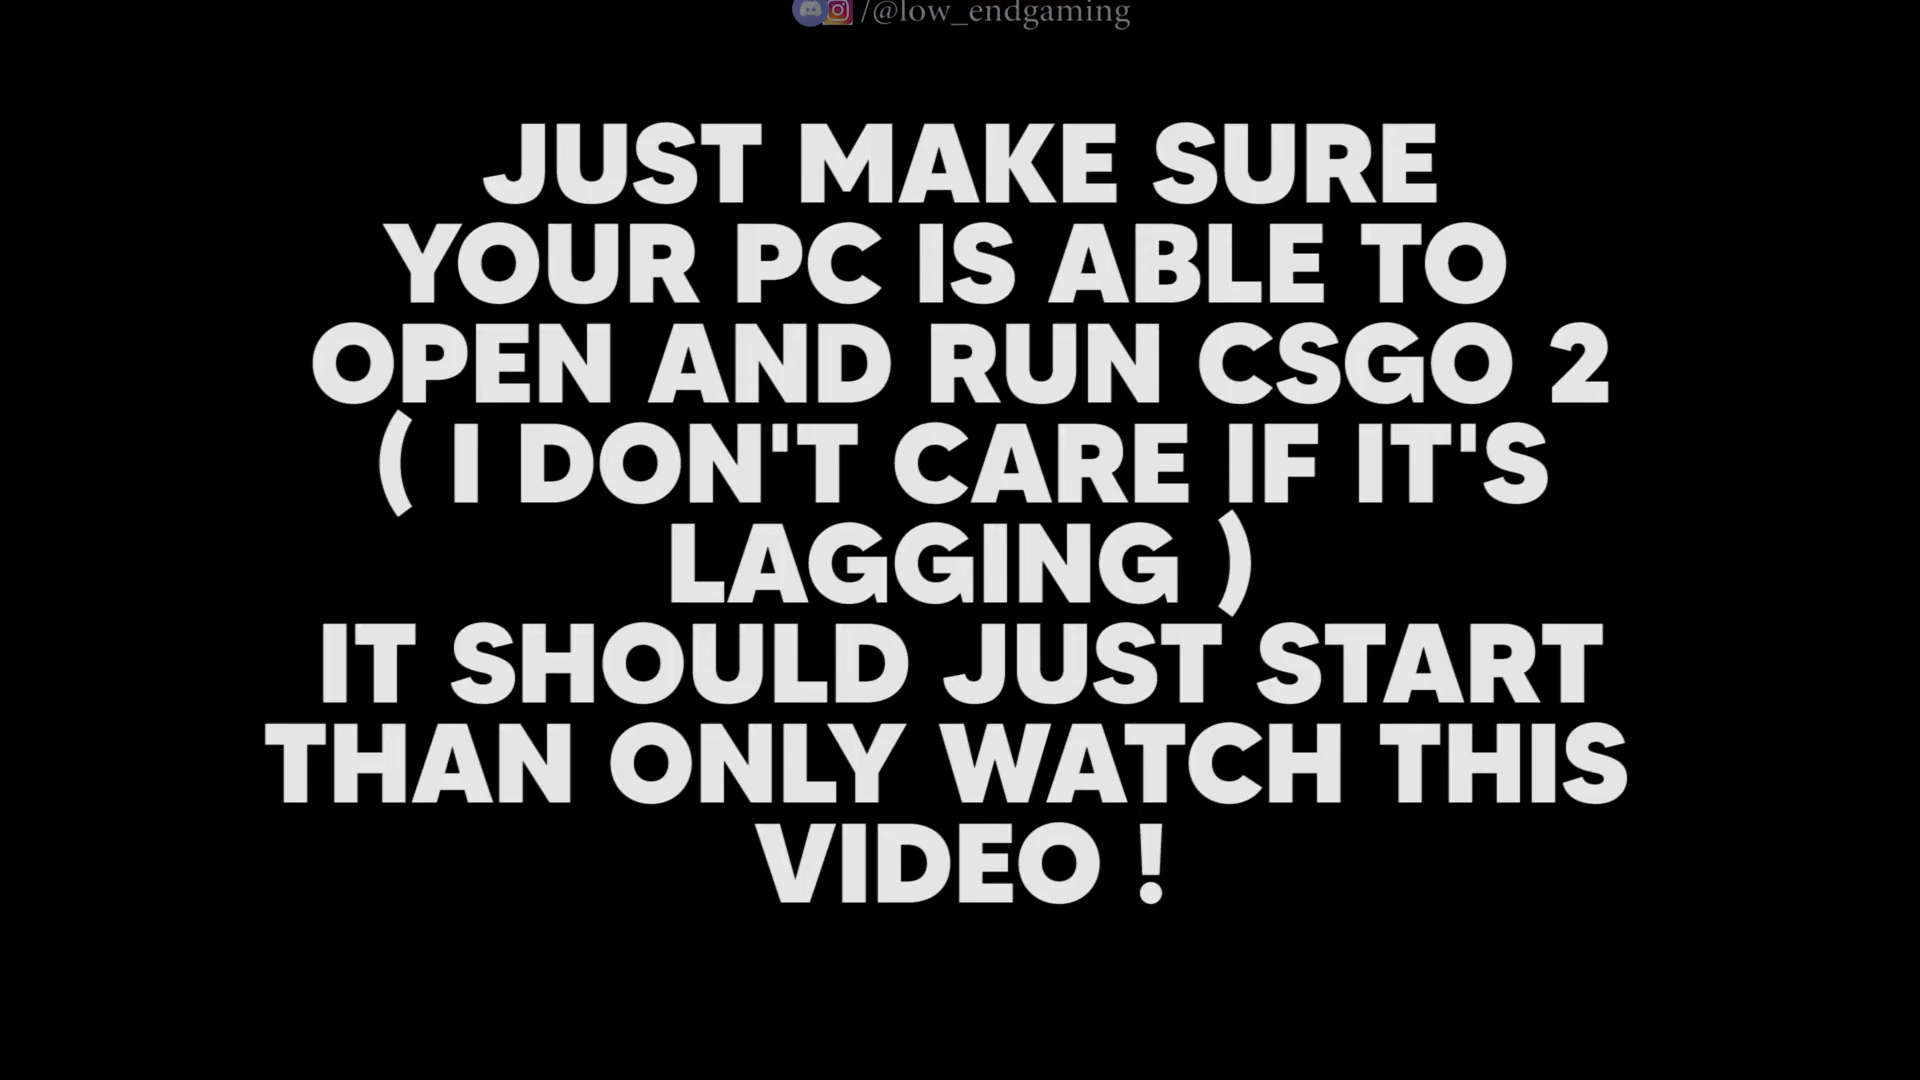 /@low_endgaming
JUST MAKE SURE
YOUR PC IS ABLE TO
OPEN AND RUN CSGO 2
( I DON'T CARE IF IT'S
LAGGING )
IT SHOULD JUST START
THAN ONLY WATCH THIS
VIDEO !